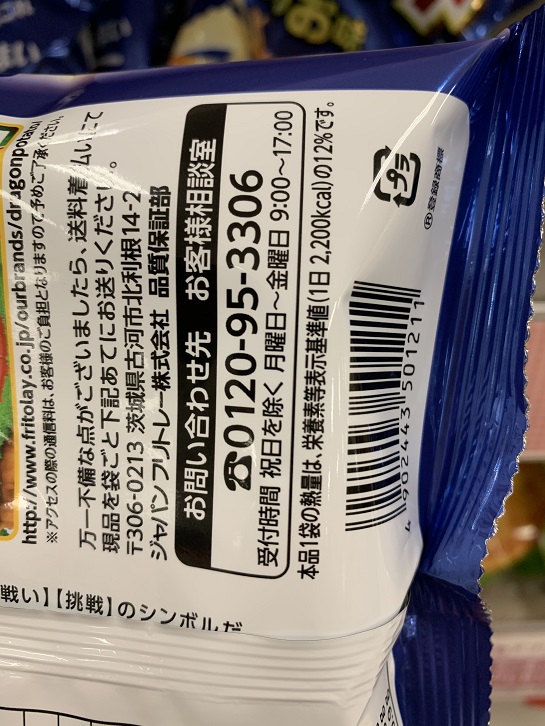 http://www.fritolay.co.jp/ourbrands/dragonpotato/
※アクセスの際の通信料は、お客様のご負担となりますので予めご了承ください。
万一不備な点がございましたら、送料着払いにて
現品を袋ごと下記あてにお送りください。
〒306-0213 茨城県古河市北利根14-2
ジャパンフリトレー株式会社 品質保証部
お問い合わせ先 お客様相談室
☎0120-95-3306
受付時間 祝日を除く 月曜日～金曜日 9:00～17:00
本品1袋の熱量は、栄養素等表示基準値(1日 2,200kcal)の12%です。
プラ
4 902443 501211
®登録商標
戦い】【挑戦】のシンボルだ